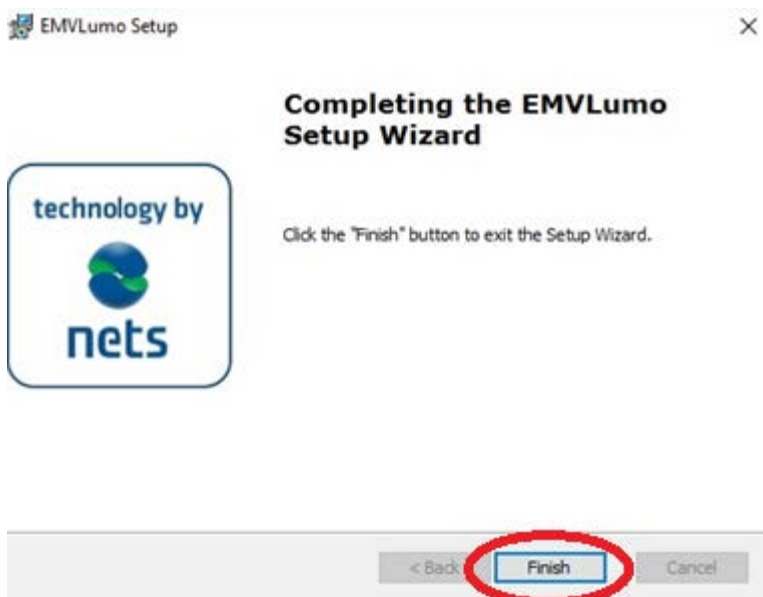 EMVLumo Setup
Completing the EMVLumo
Setup Wizard
technology by
nets
Click the "Finish" button to exit the Setup Wizard.
< Back
Finish
Cancel